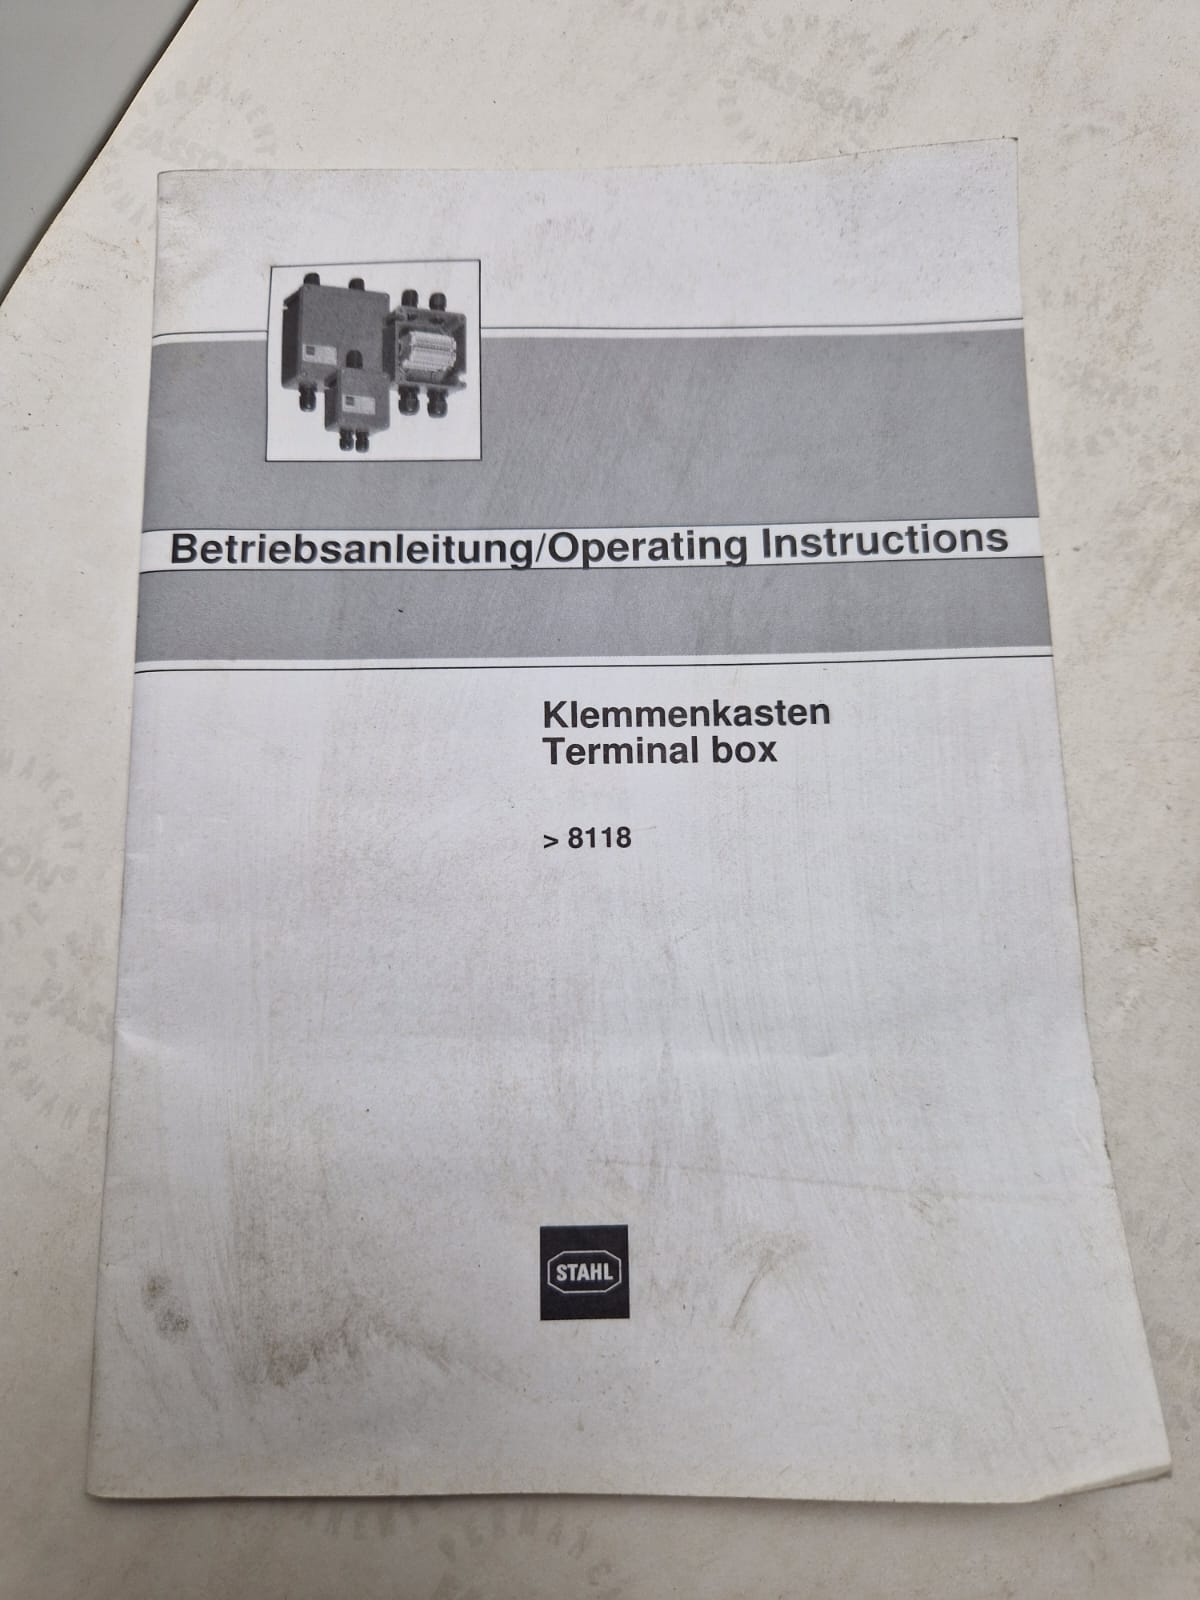 Betriebsanleitung/Operating Instructions
Klemmenkasten
Terminal box
> 8118
STAHL